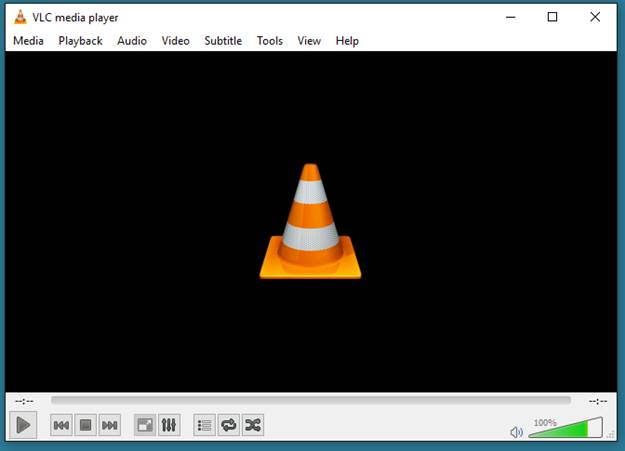 VLC media player
Media Playback Audio Video Subtitle Tools View Help
--:-- --:--
100%